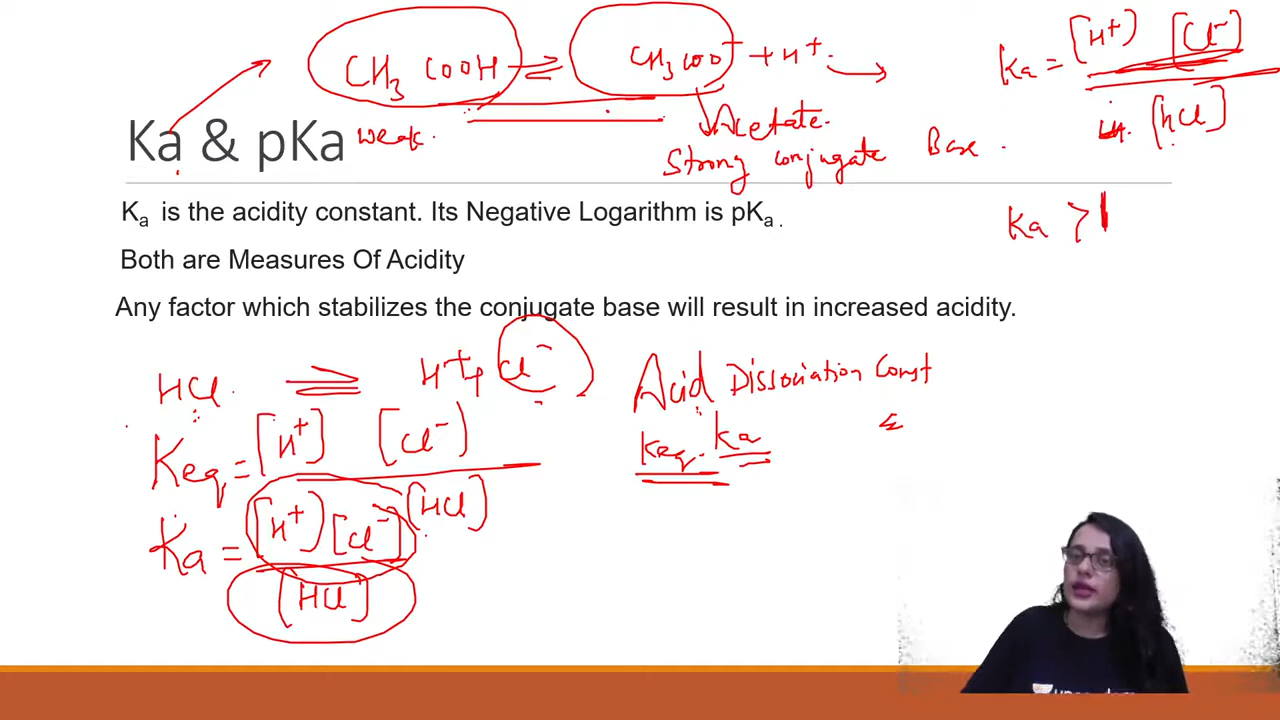 CH3 COOH ⇌ CH3COO- + H+ →
Ka = [H+] [Cl-]
[HCl]
Acetate.
weak.
Strong conjugate Base.
Ka & pKa
Ka is the acidity constant. Its Negative Logarithm is pKa .
Ka > 1
Both are Measures Of Acidity
Any factor which stabilizes the conjugate base will result in increased acidity.
HCl ⇌ H+ + Cl-
Acid Dissociation Const
Keq = [H+] [Cl-]
[HCl]
Keq. Ka
Ka = [H+] [Cl-]
[HCl]